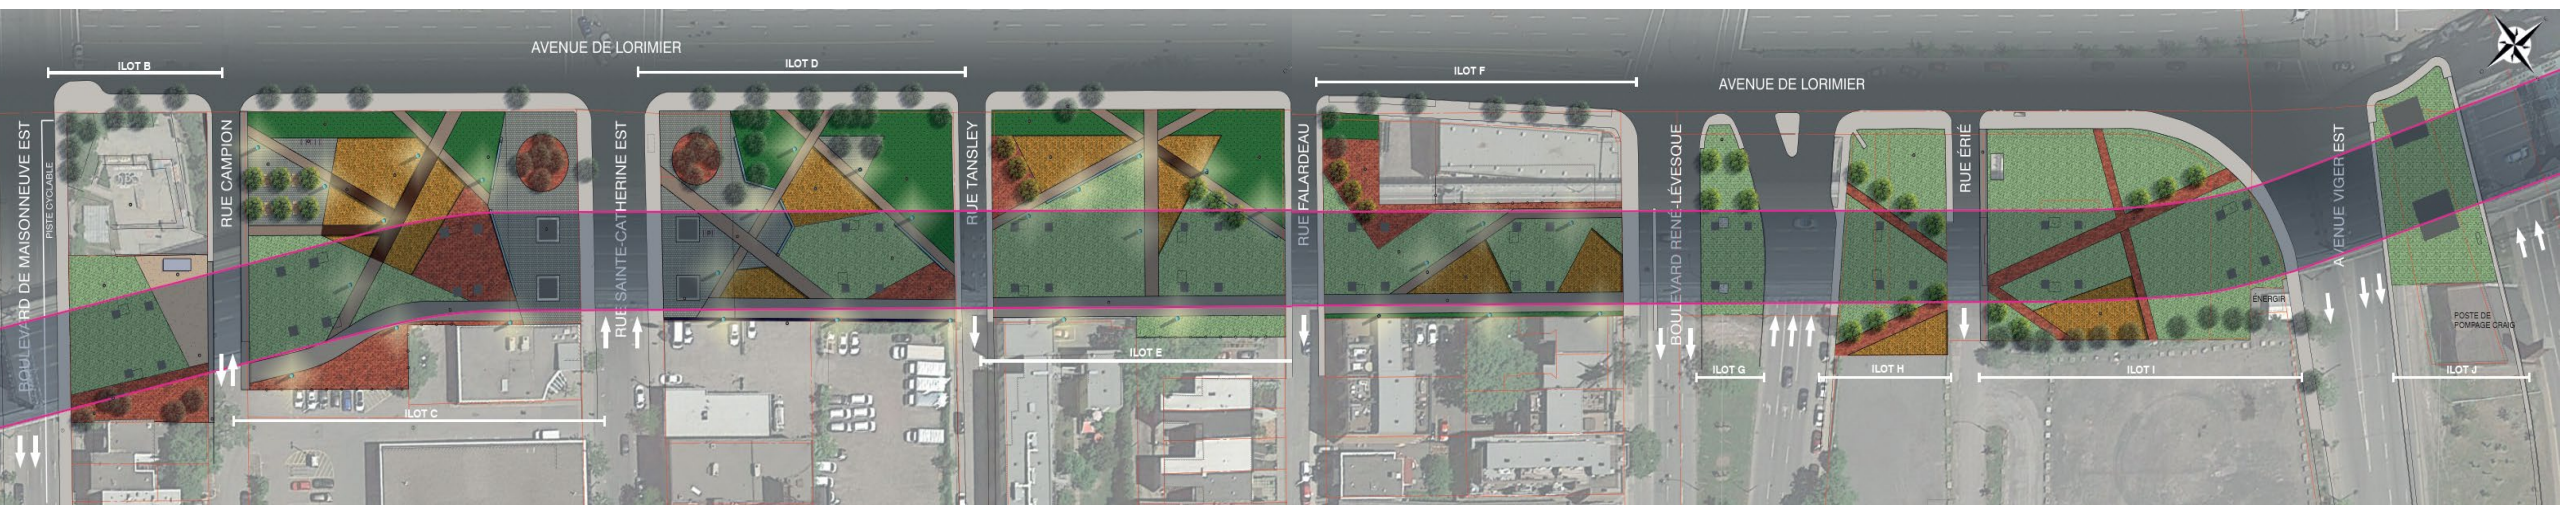 AVENUE DE LORIMIER
ILOT B
ILOT D
ILOT F
AVENUE DE LORIMIER
BOULEVARD DE MAISONNEUVE EST
PISTE CYCLABLE
RUE CAMPION
RUE SAINTE-CATHERINE EST
RUE TANSLEY
RUE FALARDEAU
BOULEVARD RENÉ-LÉVESQUE
RUE ÉRIÉ
AVENUE VIGER EST
ÉNERGIR
POSTE DE
POMPAGE CRAIG
ILOT E
ILOT G
ILOT H
ILOT I
ILOT J
ILOT C